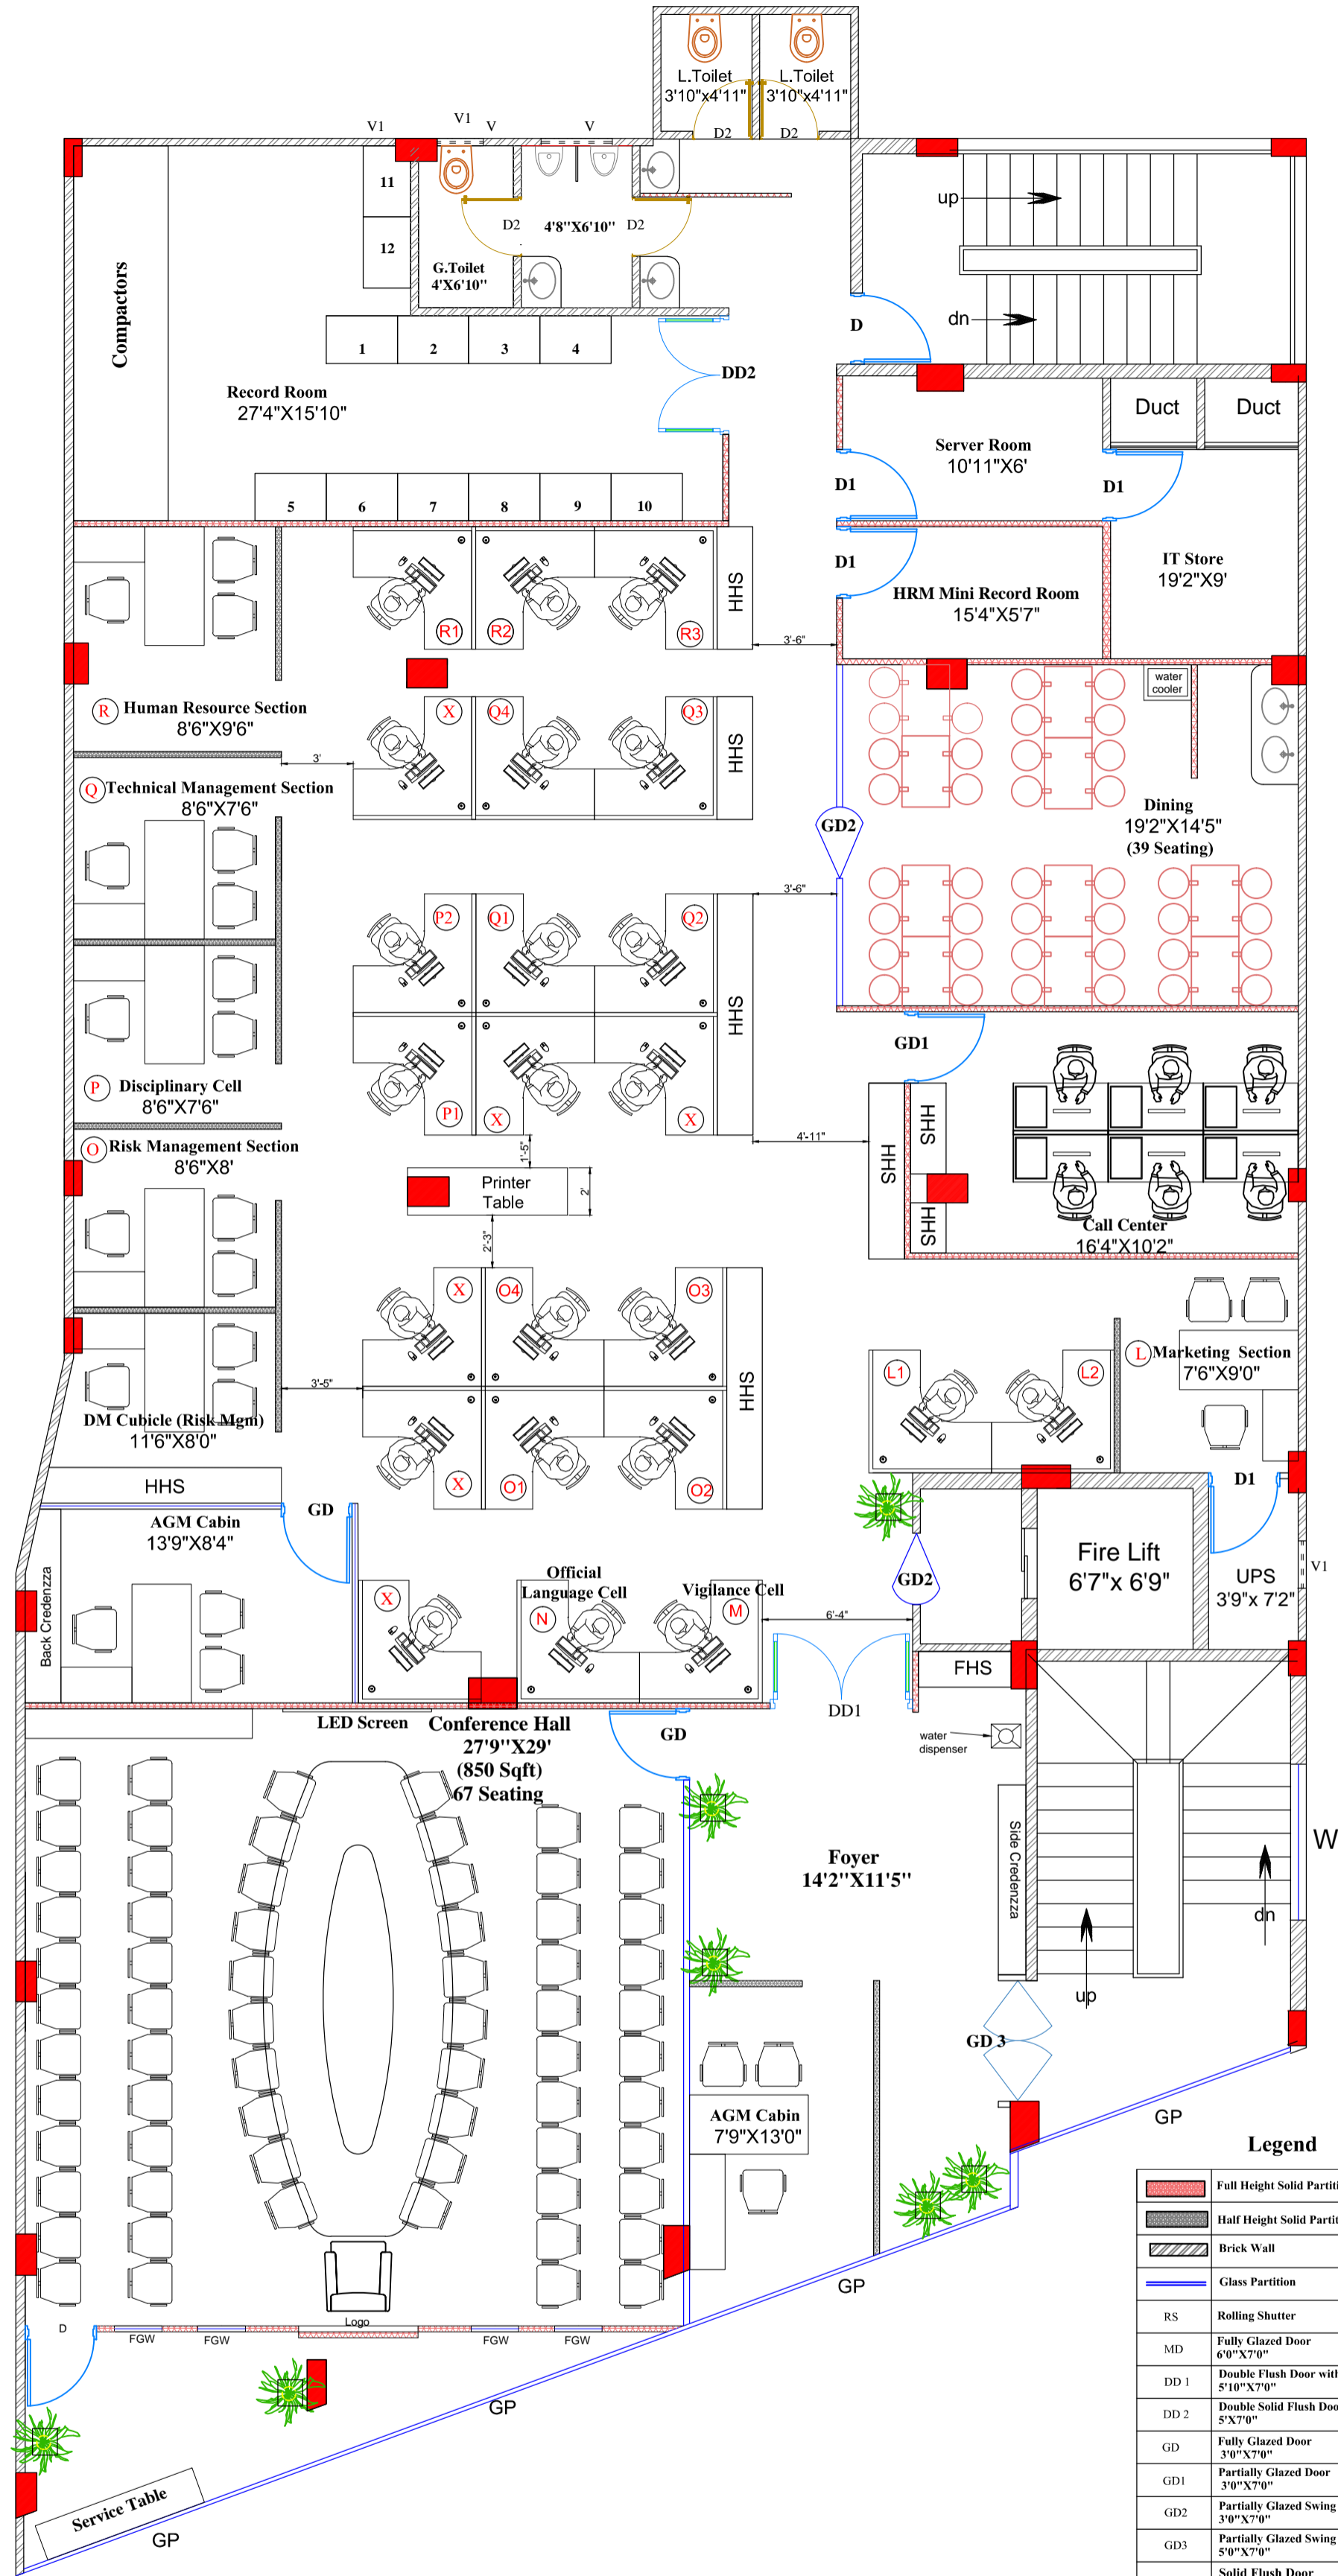 L.Toilet
3'10"x4'11"
L.Toilet
3'10"x4'11"
D2
D2
V1
V1
V
V
11
12
D2
4'8"X6'10"
D2
G.Toilet
4'X6'10"
up
dn
D
Compactors
1
2
3
4
DD2
Record Room
27'4"X15'10"
Duct
Duct
Server Room
10'11"X6'
D1
D1
5
6
7
8
9
10
D1
IT Store
19'2"X9'
HRM Mini Record Room
15'4"X5'7"
R1
R2
R3
HHS
3'-6"
water
cooler
R Human Resource Section
8'6"X9'6"
X
Q4
Q3
HHS
3'
Q Technical Management Section
8'6"X7'6"
Dining
19'2"X14'5"
(39 Seating)
GD2
3'-6"
P2
Q1
Q2
HHS
GD1
P Disciplinary Cell
8'6"X7'6"
P1
X
X
O Risk Management Section
8'6"X8'
4'-11"
1'-5"
HHS
HHS
HHS
Printer
Table
2'
2'-3"
Call Center
16'4"X10'2"
X
O4
O3
HHS
L Marketing Section
7'6"X9'0"
L1
L2
3'-5"
DM Cubicle (Risk Mgm)
11'6"X8'0"
HHS
X
O1
O2
D1
GD
AGM Cabin
13'9"X8'4"
Back Credenzza
Fire Lift
6'7"x 6'9"
UPS
3'9"x 7'2"
V1
Official
Language Cell
Vigilance Cell
GD2
X
N
M
6'-4"
FHS
DD1
LED Screen
Conference Hall
27'9"X29'
(850 Sqft)
67 Seating
GD
water
dispenser
Side Credenzza
Foyer
14'2"X11'5"
W
dn
up
GD 3
AGM Cabin
7'9"X13'0"
GP
GP
Logo
D
FGW
FGW
FGW
FGW
GP
Service Table
GP
Legend
Full Height Solid Partiti
Half Height Solid Partit
Brick Wall
Glass Partition
RS Rolling Shutter
MD Fully Glazed Door
6'0"X7'0"
DD 1 Double Flush Door with
5'10"X7'0"
DD 2 Double Solid Flush Doo
5'X7'0"
GD Fully Glazed Door
3'0"X7'0"
GD1 Partially Glazed Door
3'0"X7'0"
GD2 Partially Glazed Swing
3'0"X7'0"
GD3 Partially Glazed Swing
5'0"X7'0"
Solid Flush Door